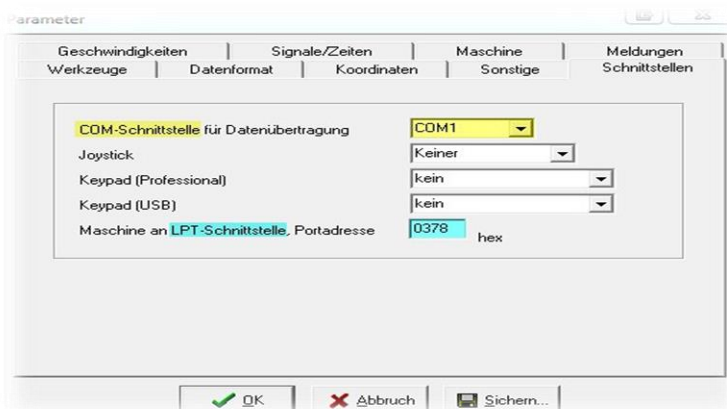 Parameter
Geschwindigkeiten Signale/Zeiten Maschine Meldungen
Werkzeuge Datenformat Koordinaten Sonstige Schnittstellen
COM-Schnittstelle für Datenübertragung COM1
Joystick Keiner
Keypad (Professional) kein
Keypad (USB) kein
Maschine an LPT-Schnittstelle, Portadresse 0378 hex
OK Abbruch Sichern...